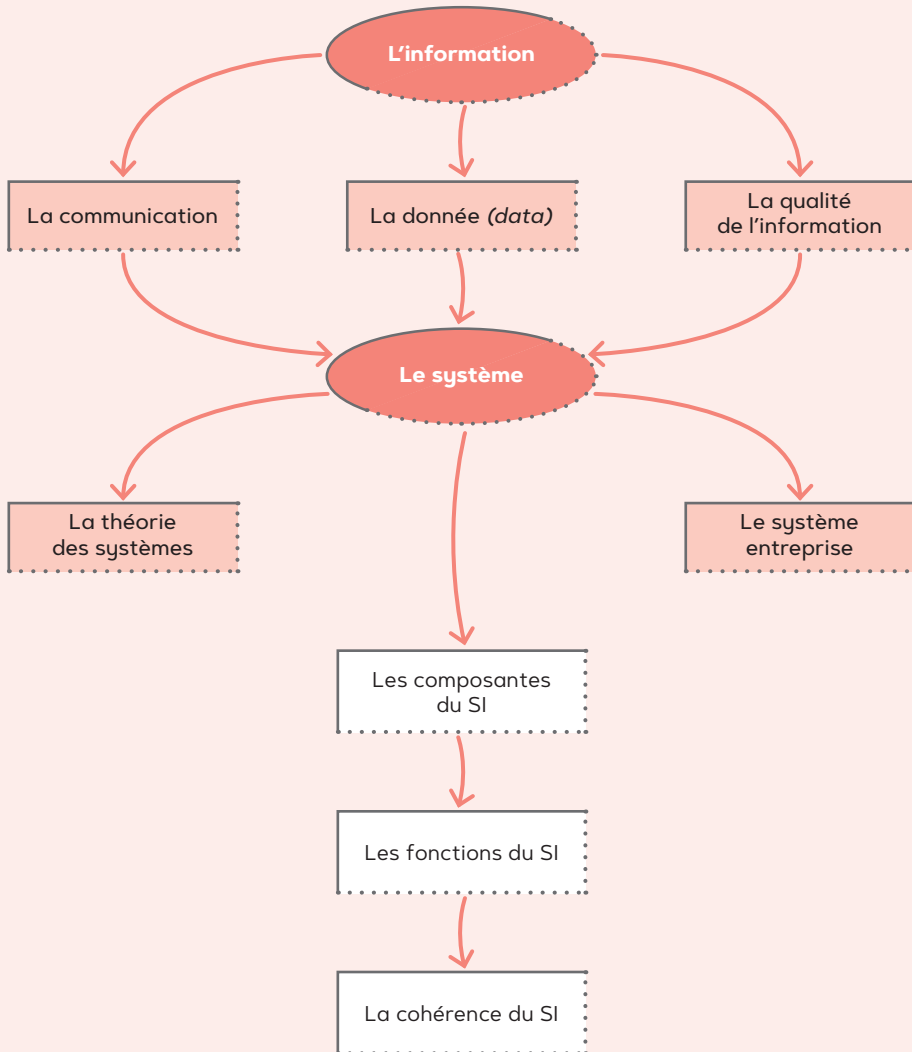 L'information
La communication
La donnée (data)
La qualité
de l'information
Le système
La théorie
des systèmes
Le système
entreprise
Les composantes
du SI
Les fonctions du SI
La cohérence du SI